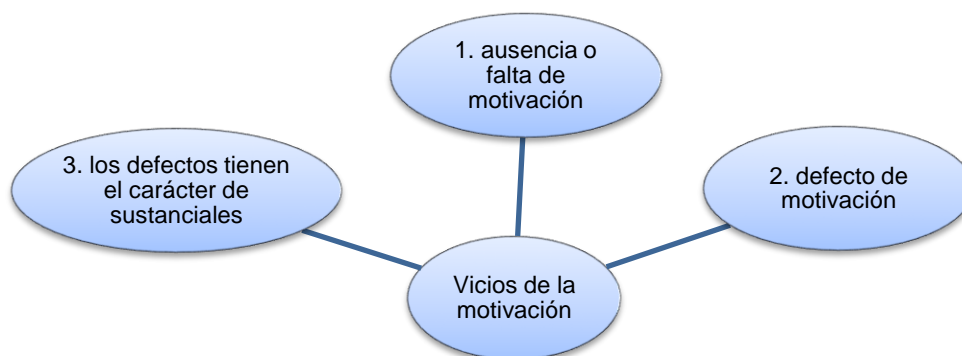 1. ausencia o
falta de
motivación
3. los defectos tienen
el carácter de
sustanciales
2. defecto de
motivación
Vicios de la
motivación